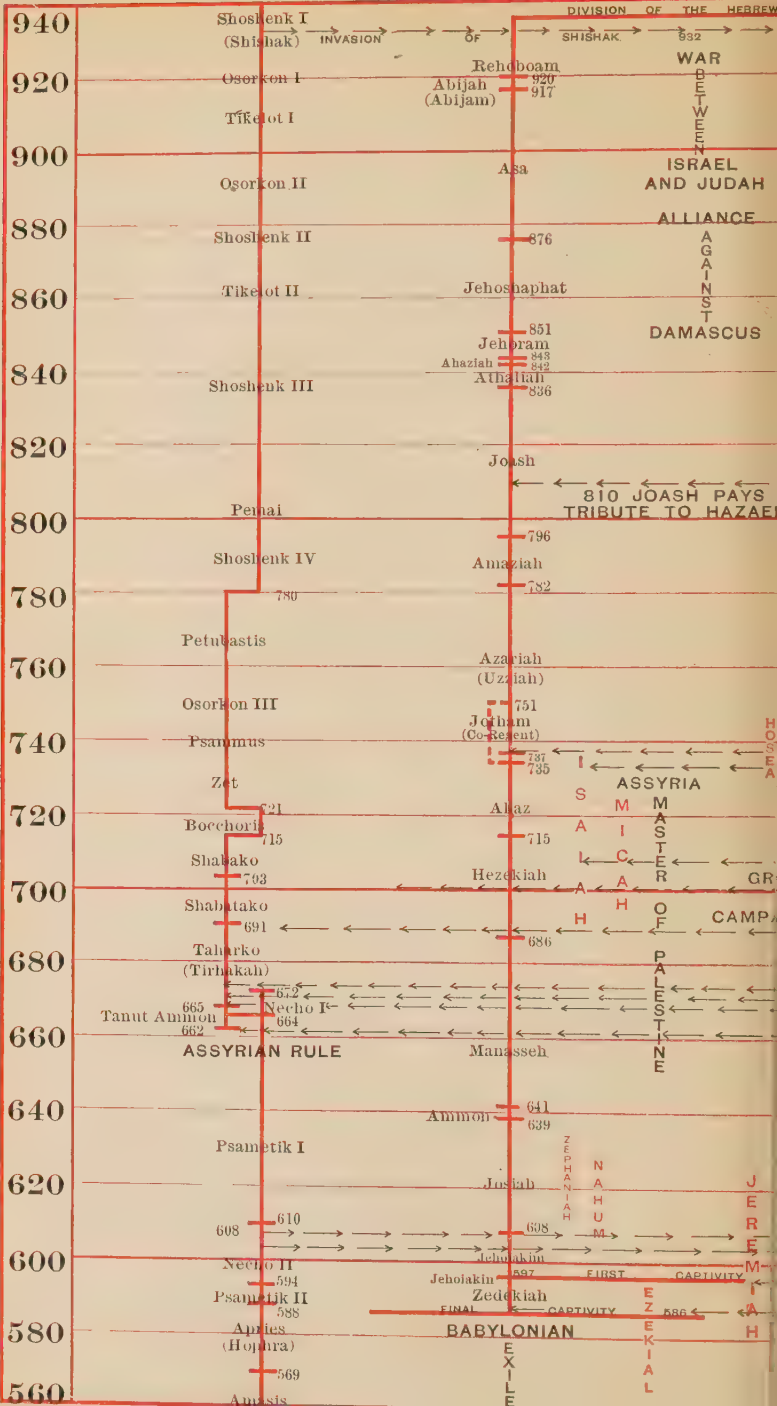 DIVISION OF THE HEBREW
940
Shoshenk I
(Shishak) INVASION OF SHISHAK 932
Rehoboam
WAR
BETWEEN
920
Osorkon I
920
Abijah 917
(Abijam)
Tikelot I
900
Asa
ISRAEL
AND JUDAH
Osorkon II
880
ALLIANCE
AGAINST
Shoshenk II
876
860
Tikelot II
Jehoshaphat
851
DAMASCUS
Jehoram
843
Ahaziah 842
840
Athaliah
Shoshenk III
836
820
Joash
810 JOASH PAYS
TRIBUTE TO HAZAEL
800
Pemai
796
Shoshenk IV
Amaziah
782
780
780
Petubastis
760
Azariah
(Uzziah)
Osorkon III
751
Jotham
(Co-Regent)
HOSEA
740
Psammus
737
735
ISAIAH
Zet
ASSYRIA
MASTER OF PALESTINE
MICAH
721
Ahaz
720
Bocchoris
715
715
Shabako
703
Hezekiah
700
GR
Shabatako
691
CAMPA
686
Taharko
(Tirhakah)
680
672
665
Necho I
Tanut Ammon
664
662
660
ASSYRIAN RULE
Manasseh
640
641
Ammon
639
ZEPHANIAH
NAHUM
Psametik I
620
Josiah
JEREMIAH
610
608
608
600
Jehoiakim
Necho II
597 FIRST CAPTIVITY
594
Jehoiakin
Psametik II
Zedekiah
EZEKIAL
588
FINAL CAPTIVITY 586
580
Apries
(Hophra)
BABYLONIAN
EXILE
569
560
Amasis